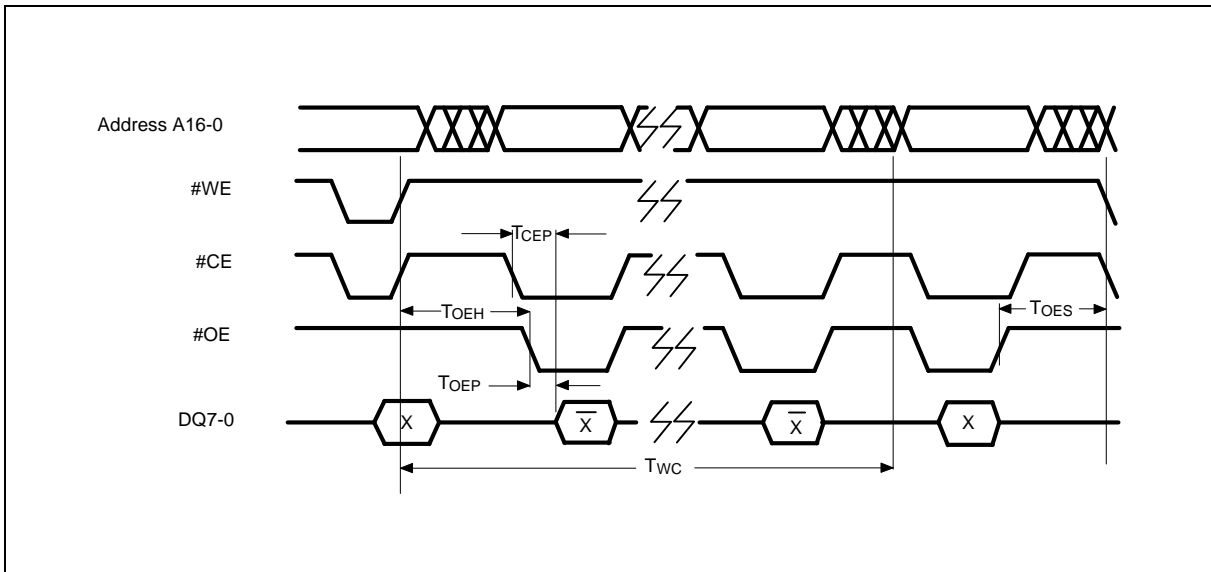 Address A16-0
#WE
TCEP
#CE
TOEH
TOES
#OE
TOEP
DQ7-0
X
X̅
X̅
X
TWC